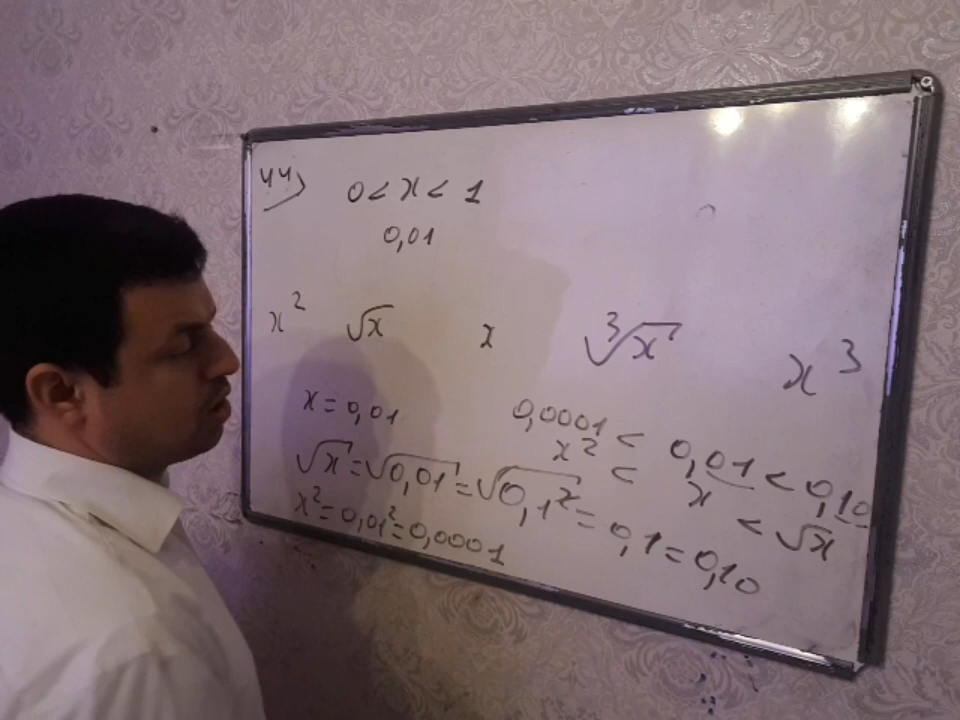 44)
0 < x < 1
0,01
x² √x x ∛x x³
x = 0,01
√x = √0,01 = √0,1² = 0,1 = 0,10
x² = 0,01² = 0,0001
0,0001 < 0,01 < 0,10
x² < x < √x